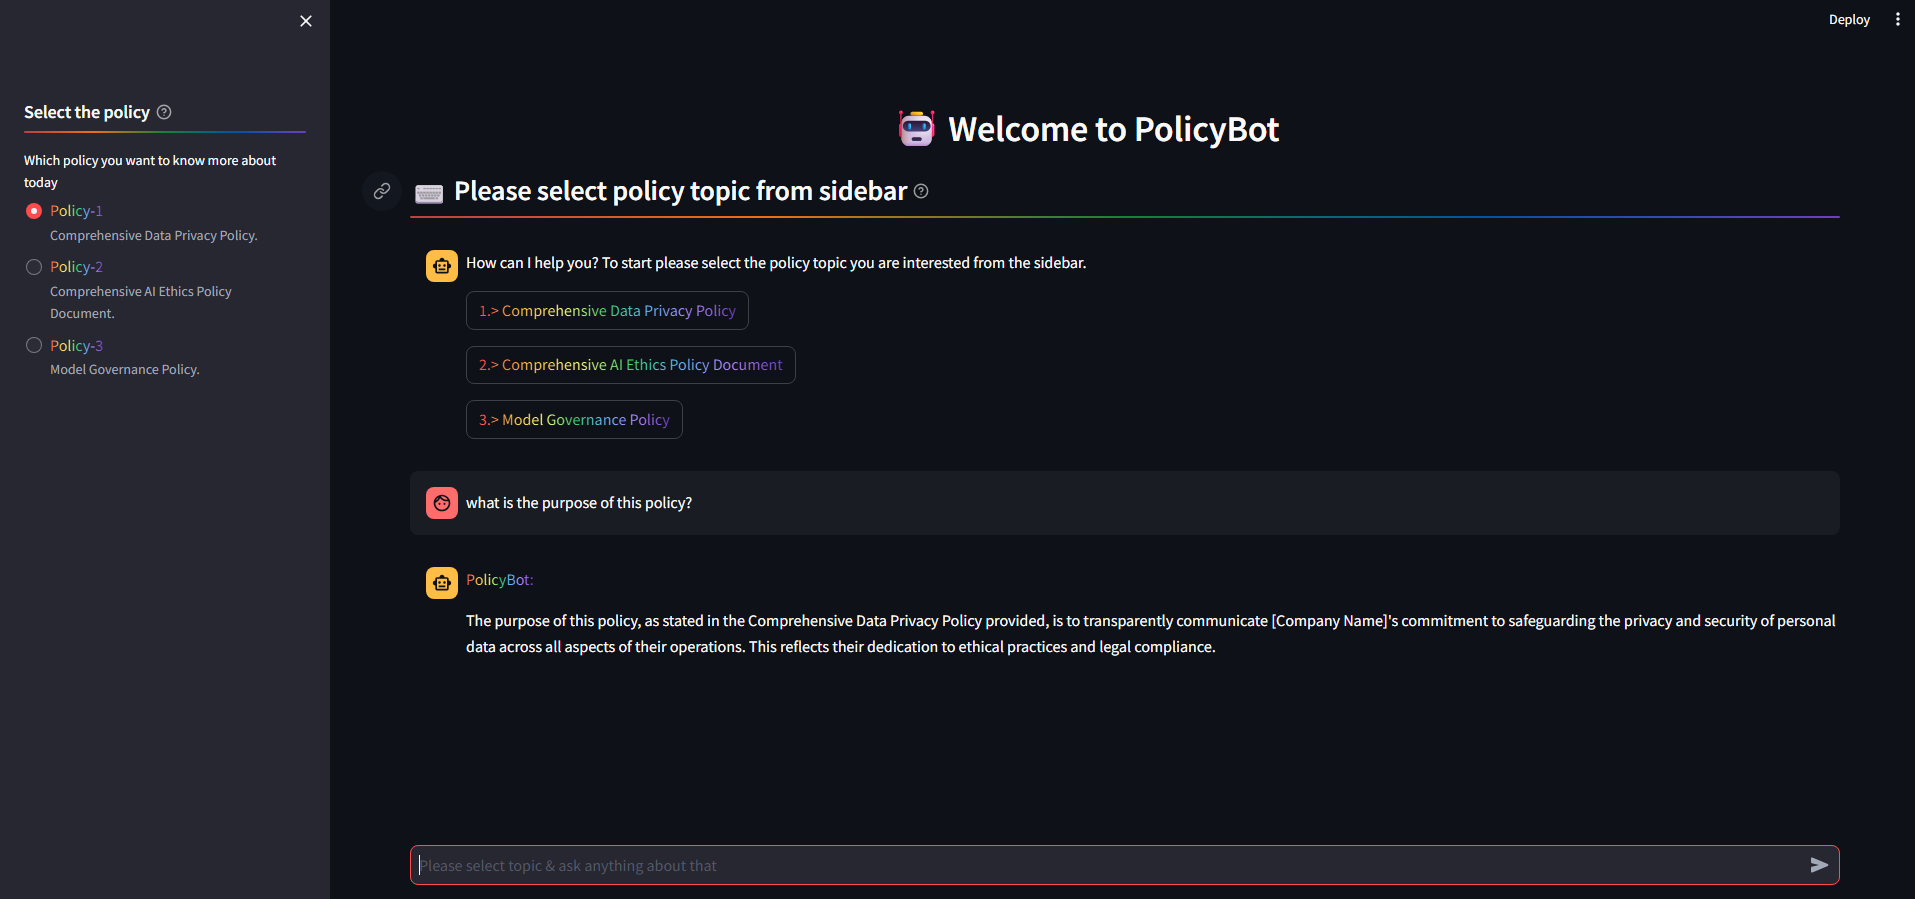 Deploy
Select the policy
Which policy you want to know more about
today
Policy-1
Comprehensive Data Privacy Policy.
Policy-2
Comprehensive AI Ethics Policy
Document.
Policy-3
Model Governance Policy.
Welcome to PolicyBot
Please select policy topic from sidebar
How can I help you? To start please select the policy topic you are interested from the sidebar.
1.> Comprehensive Data Privacy Policy
2.> Comprehensive AI Ethics Policy Document
3.> Model Governance Policy
what is the purpose of this policy?
PolicyBot:
The purpose of this policy, as stated in the Comprehensive Data Privacy Policy provided, is to transparently communicate [Company Name]'s commitment to safeguarding the privacy and security of personal
data across all aspects of their operations. This reflects their dedication to ethical practices and legal compliance.
Please select topic & ask anything about that